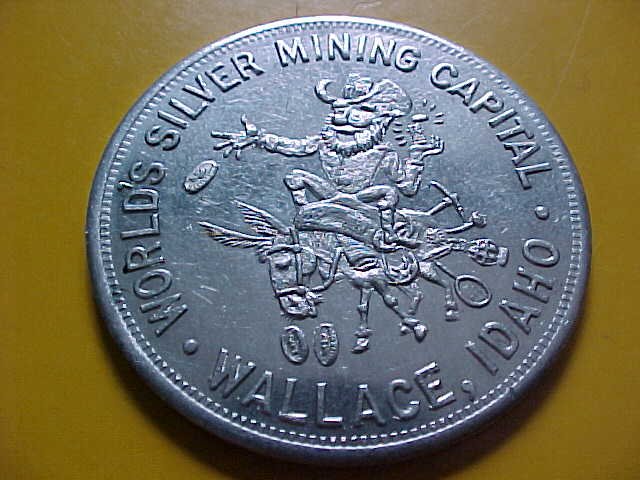 WORLD'S SILVER MINING CAPITAL
WALLACE, IDAHO